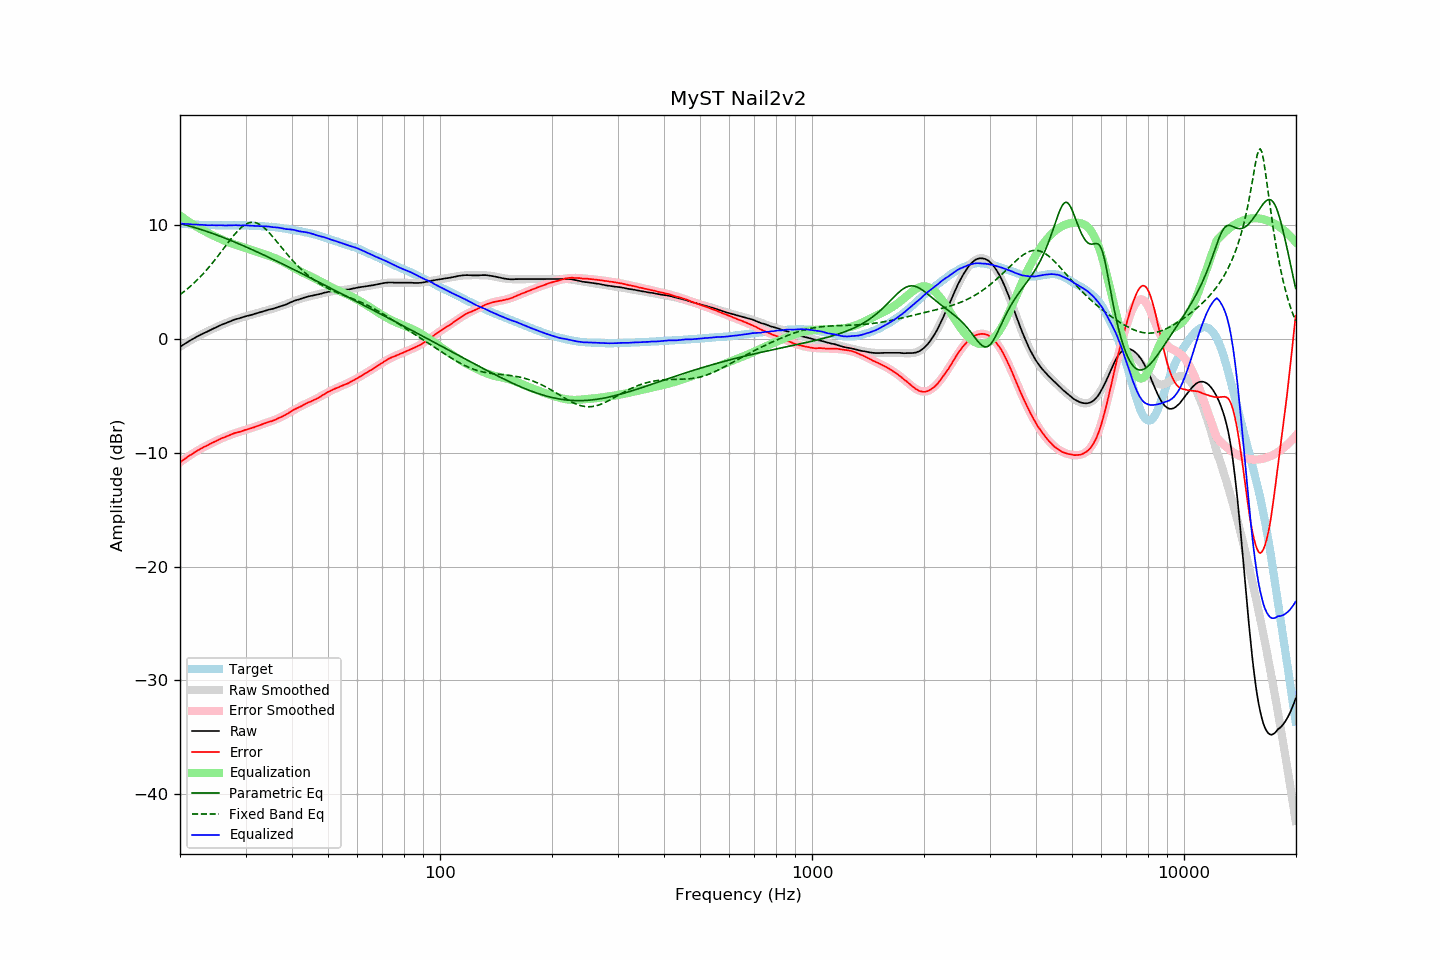 MyST Nail2v2
Amplitude (dBr)
10
0
−10
−20
−30
−40
Target
Raw Smoothed
Error Smoothed
Raw
Error
Equalization
Parametric Eq
Fixed Band Eq
Equalized
100
1000
10000
Frequency (Hz)